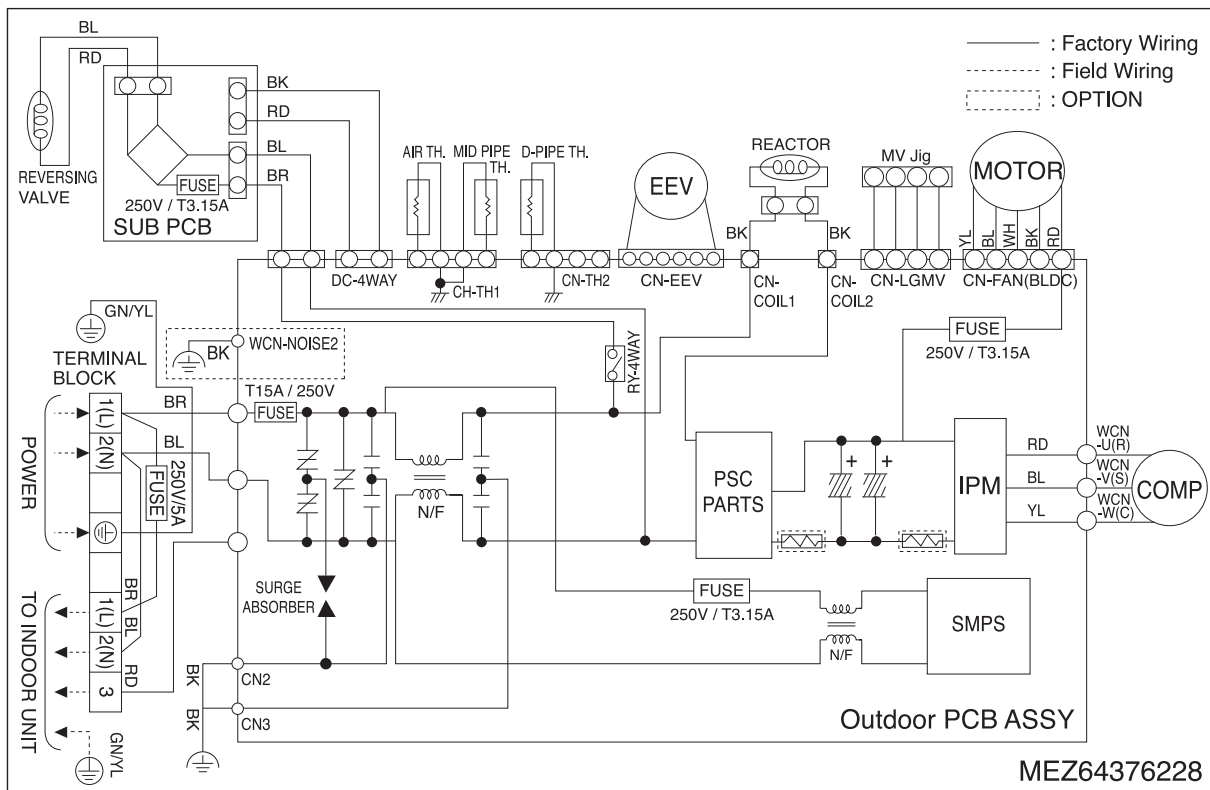 BL
RD
REVERSING
VALVE
FUSE
250V / T3.15A
SUB PCB
BK
RD
BL
BR
AIR TH.
MID PIPE
TH.
D-PIPE TH.
EEV
REACTOR
BK
BK
MV Jig
MOTOR
YL
BL
WH
BK
RD
: Factory Wiring
: Field Wiring
: OPTION
DC-4WAY
CH-TH1
CN-TH2
CN-EEV
CN-
COIL1
CN-
COIL2
CN-LGMV
CN-FAN(BLDC)
GN/YL
BK
WCN-NOISE2
RY-4WAY
FUSE
250V / T3.15A
TERMINAL
BLOCK
POWER
1(L)
2(N)
BR
BL
250V/5A
FUSE
T15A / 250V
FUSE
N/F
PSC
PARTS
+
+
IPM
RD
BL
YL
WCN
-U(R)
WCN
-V(S)
WCN
-W(C)
COMP
SURGE
ABSORBER
FUSE
250V / T3.15A
N/F
SMPS
TO INDOOR UNIT
1(L)
2(N)
3
BR
BL
RD
GN/YL
BK
BK
CN2
CN3
Outdoor PCB ASSY
MEZ64376228